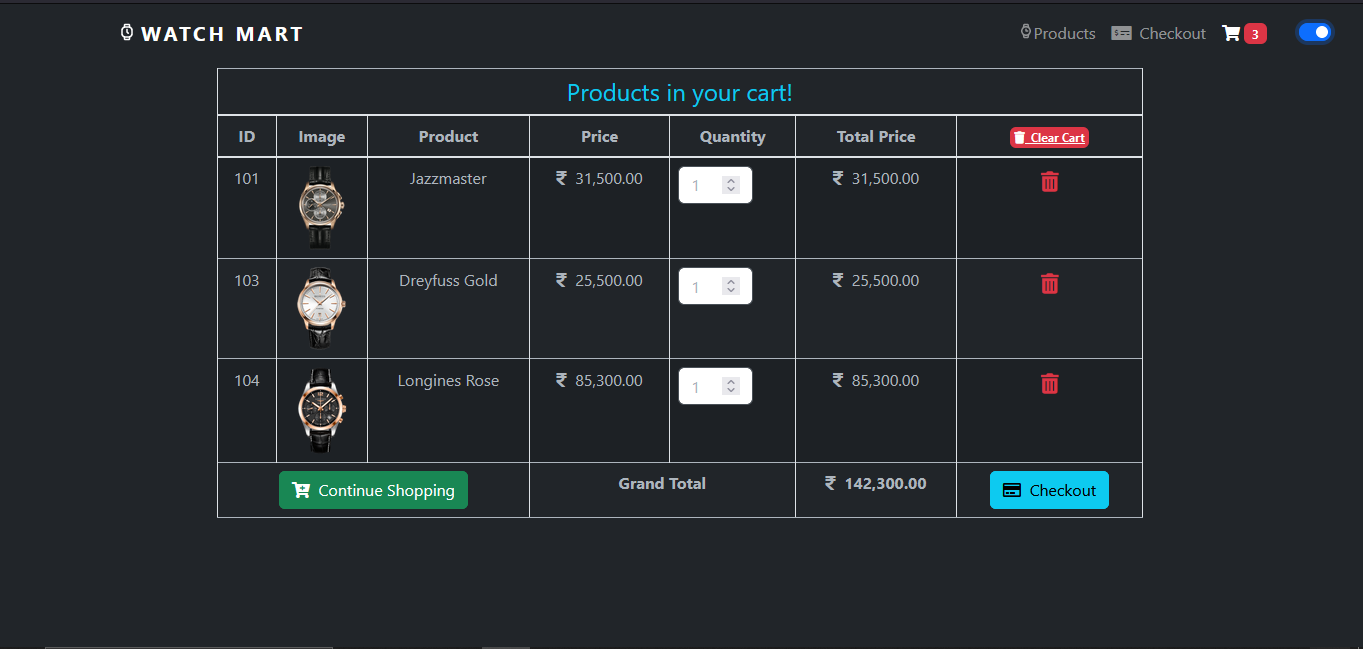 WATCH MART
Products Checkout 3
Products in your cart!
ID Image Product Price Quantity Total Price Clear Cart
101 Jazzmaster ₹ 31,500.00 1 ₹ 31,500.00
103 Dreyfuss Gold ₹ 25,500.00 1 ₹ 25,500.00
104 Longines Rose ₹ 85,300.00 1 ₹ 85,300.00
Continue Shopping Grand Total ₹ 142,300.00 Checkout